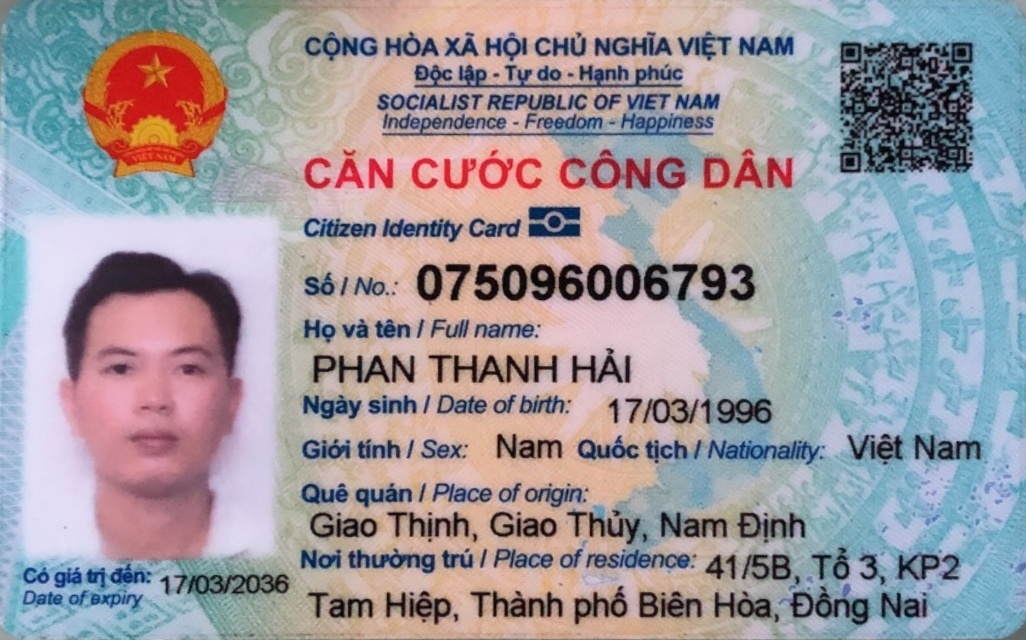 CỘNG HÒA XÃ HỘI CHỦ NGHĨA VIỆT NAM
Độc lập - Tự do - Hạnh phúc
SOCIALIST REPUBLIC OF VIET NAM
Independence - Freedom - Happiness
CĂN CƯỚC CÔNG DÂN
Citizen Identity Card
Số / No.: 075096006793
Họ và tên / Full name:
PHAN THANH HẢI
Ngày sinh / Date of birth: 17/03/1996
Giới tính / Sex: Nam Quốc tịch / Nationality: Việt Nam
Quê quán / Place of origin:
Giao Thịnh, Giao Thủy, Nam Định
Nơi thường trú / Place of residence: 41/5B, Tổ 3, KP2
Tam Hiệp, Thành phố Biên Hòa, Đồng Nai
Có giá trị đến: 17/03/2036
Date of expiry
VIỆT NAM